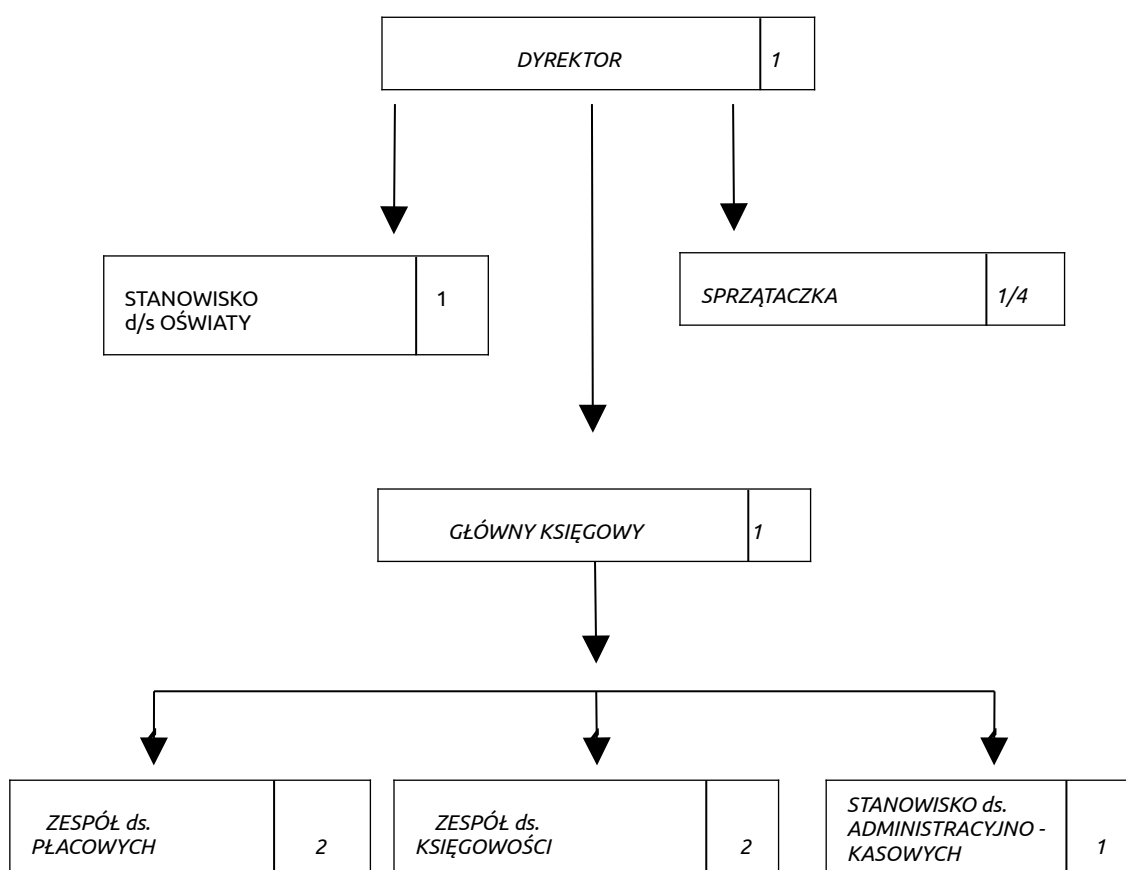 DYREKTOR 1
STANOWISKO 1
d/s OŚWIATY
SPRZĄTACZKA 1/4
GŁÓWNY KSIĘGOWY 1
ZESPÓŁ ds.
PŁACOWYCH 2
ZESPÓŁ ds.
KSIĘGOWOŚCI 2
STANOWISKO ds.
ADMINISTRACYJNO -
KASOWYCH 1